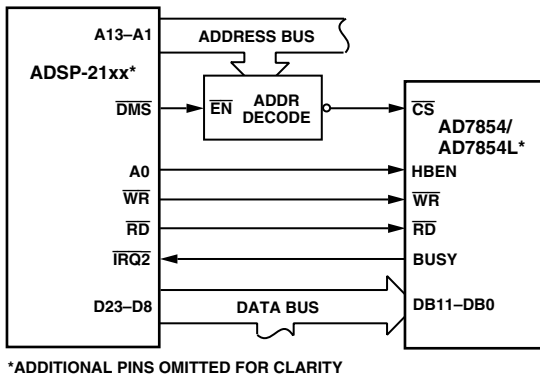 A13–A1
ADDRESS BUS
ADSP-21xx*
DMS
EN
ADDR
DECODE
CS
AD7854/
AD7854L*
A0
HBEN
WR
WR
RD
RD
IRQ2
BUSY
D23–D8
DATA BUS
DB11–DB0
*ADDITIONAL PINS OMITTED FOR CLARITY